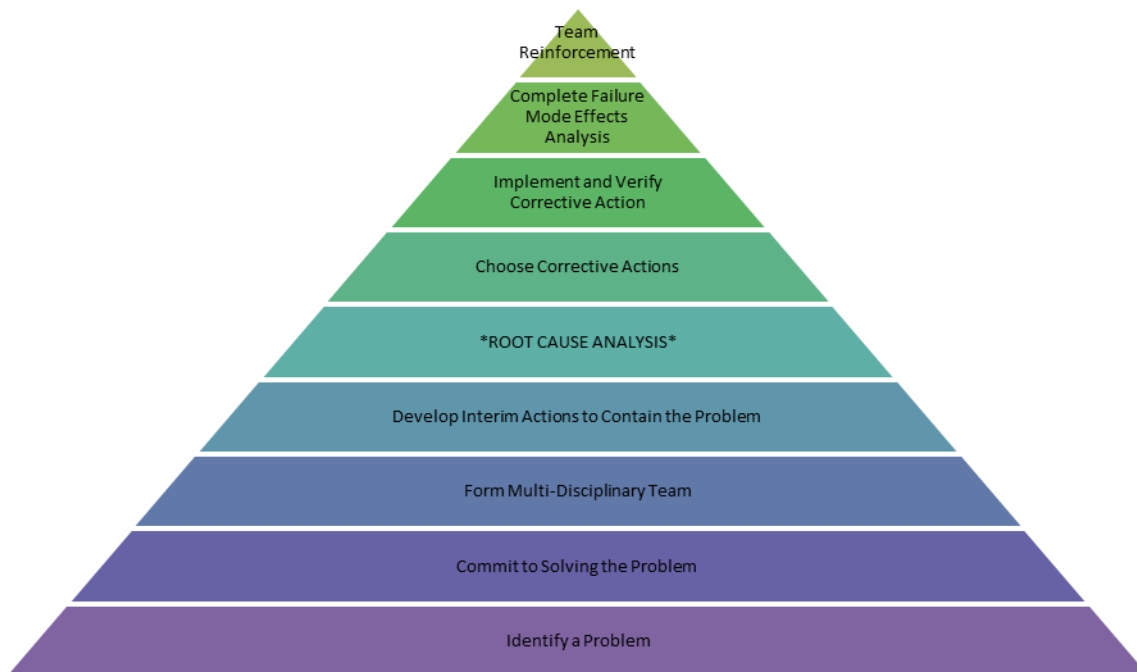 Team
Reinforcement
Complete Failure
Mode Effects
Analysis
Implement and Verify
Corrective Action
Choose Corrective Actions
*ROOT CAUSE ANALYSIS*
Develop Interim Actions to Contain the Problem
Form Multi-Disciplinary Team
Commit to Solving the Problem
Identify a Problem